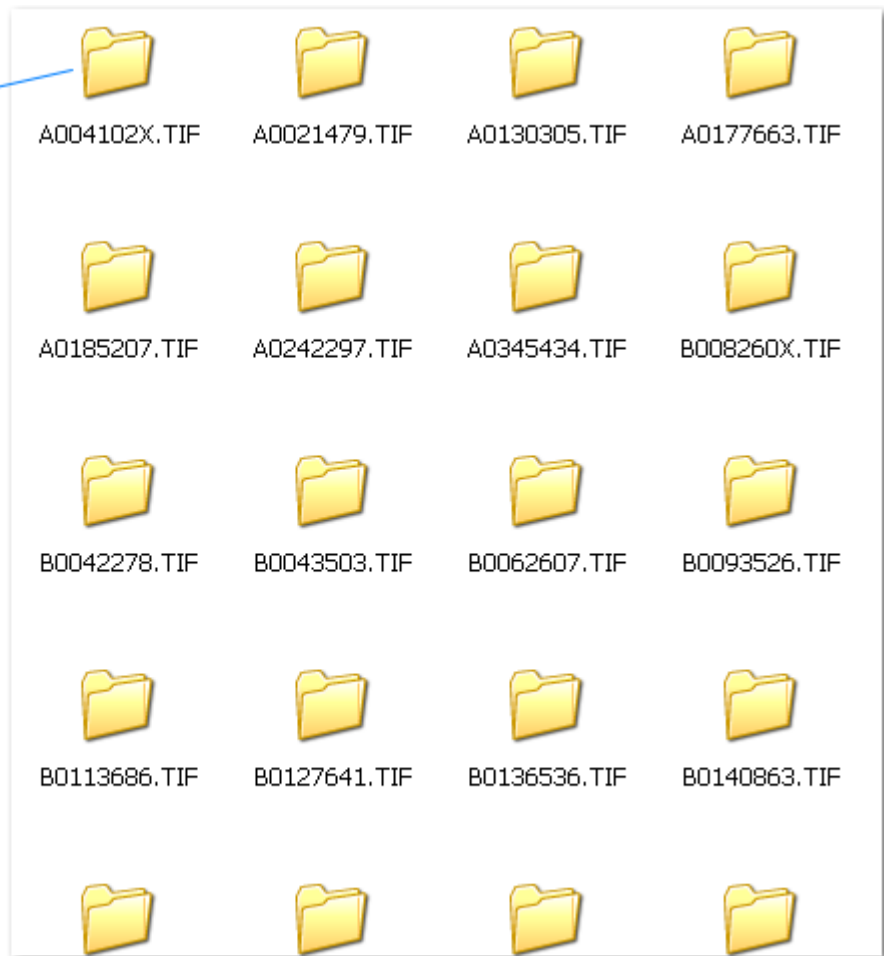 A004102X.TIF A0021479.TIF A0130305.TIF A0177663.TIF
A0185207.TIF A0242297.TIF A0345434.TIF B008260X.TIF
B0042278.TIF B0043503.TIF B0062607.TIF B0093526.TIF
B0113686.TIF B0127641.TIF B0136536.TIF B0140863.TIF